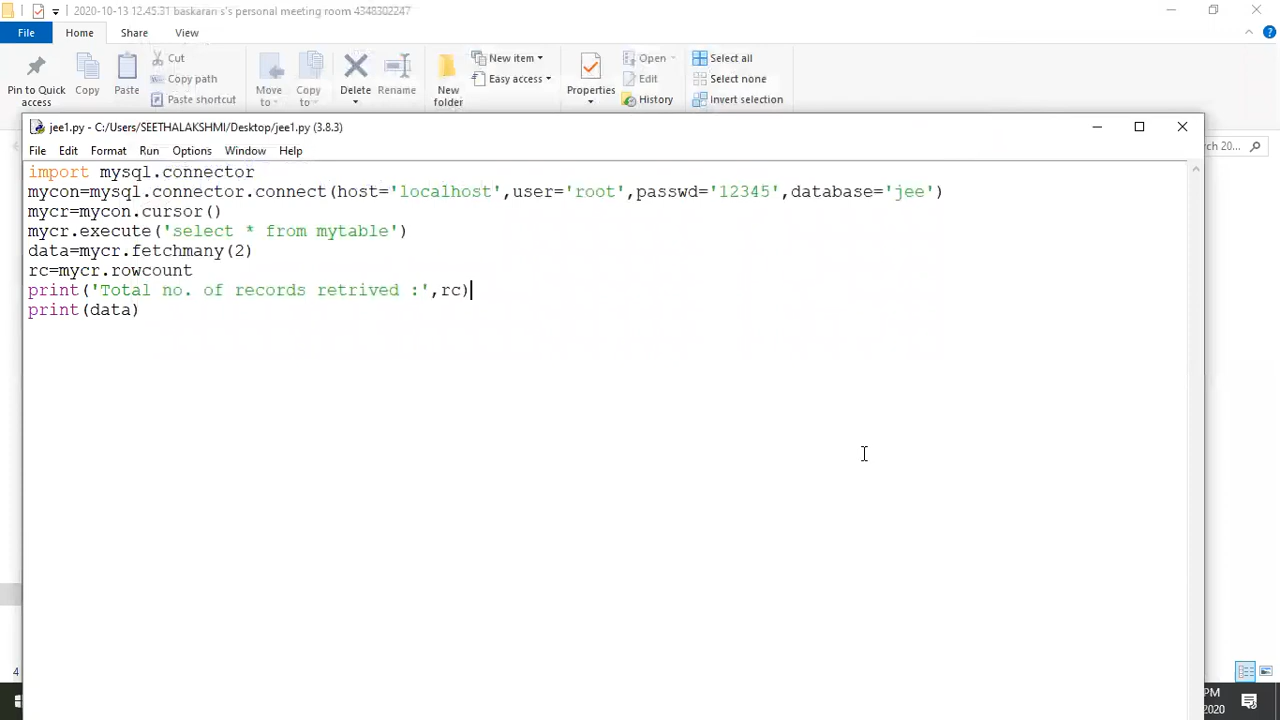 2020-10-13 12.45.31 baskaran s's personal meeting room 4348302247
File Home Share View
Cut
Copy path
Paste shortcut
Pin to Quick access
Copy
Paste
Move to
Copy to
Delete
Rename
New folder
New item
Easy access
Properties
Open
Edit
History
Select all
Select none
Invert selection
ch 20...
jee1.py - C:/Users/SEETHALAKSHMI/Desktop/jee1.py (3.8.3)
File Edit Format Run Options Window Help
import mysql.connector
mycon=mysql.connector.connect(host='localhost',user='root',passwd='12345',database='jee')
mycr=mycon.cursor()
mycr.execute('select * from mytable')
data=mycr.fetchmany(2)
rc=mycr.rowcount
print('Total no. of records retrived :',rc)
print(data)
4
PM
2020